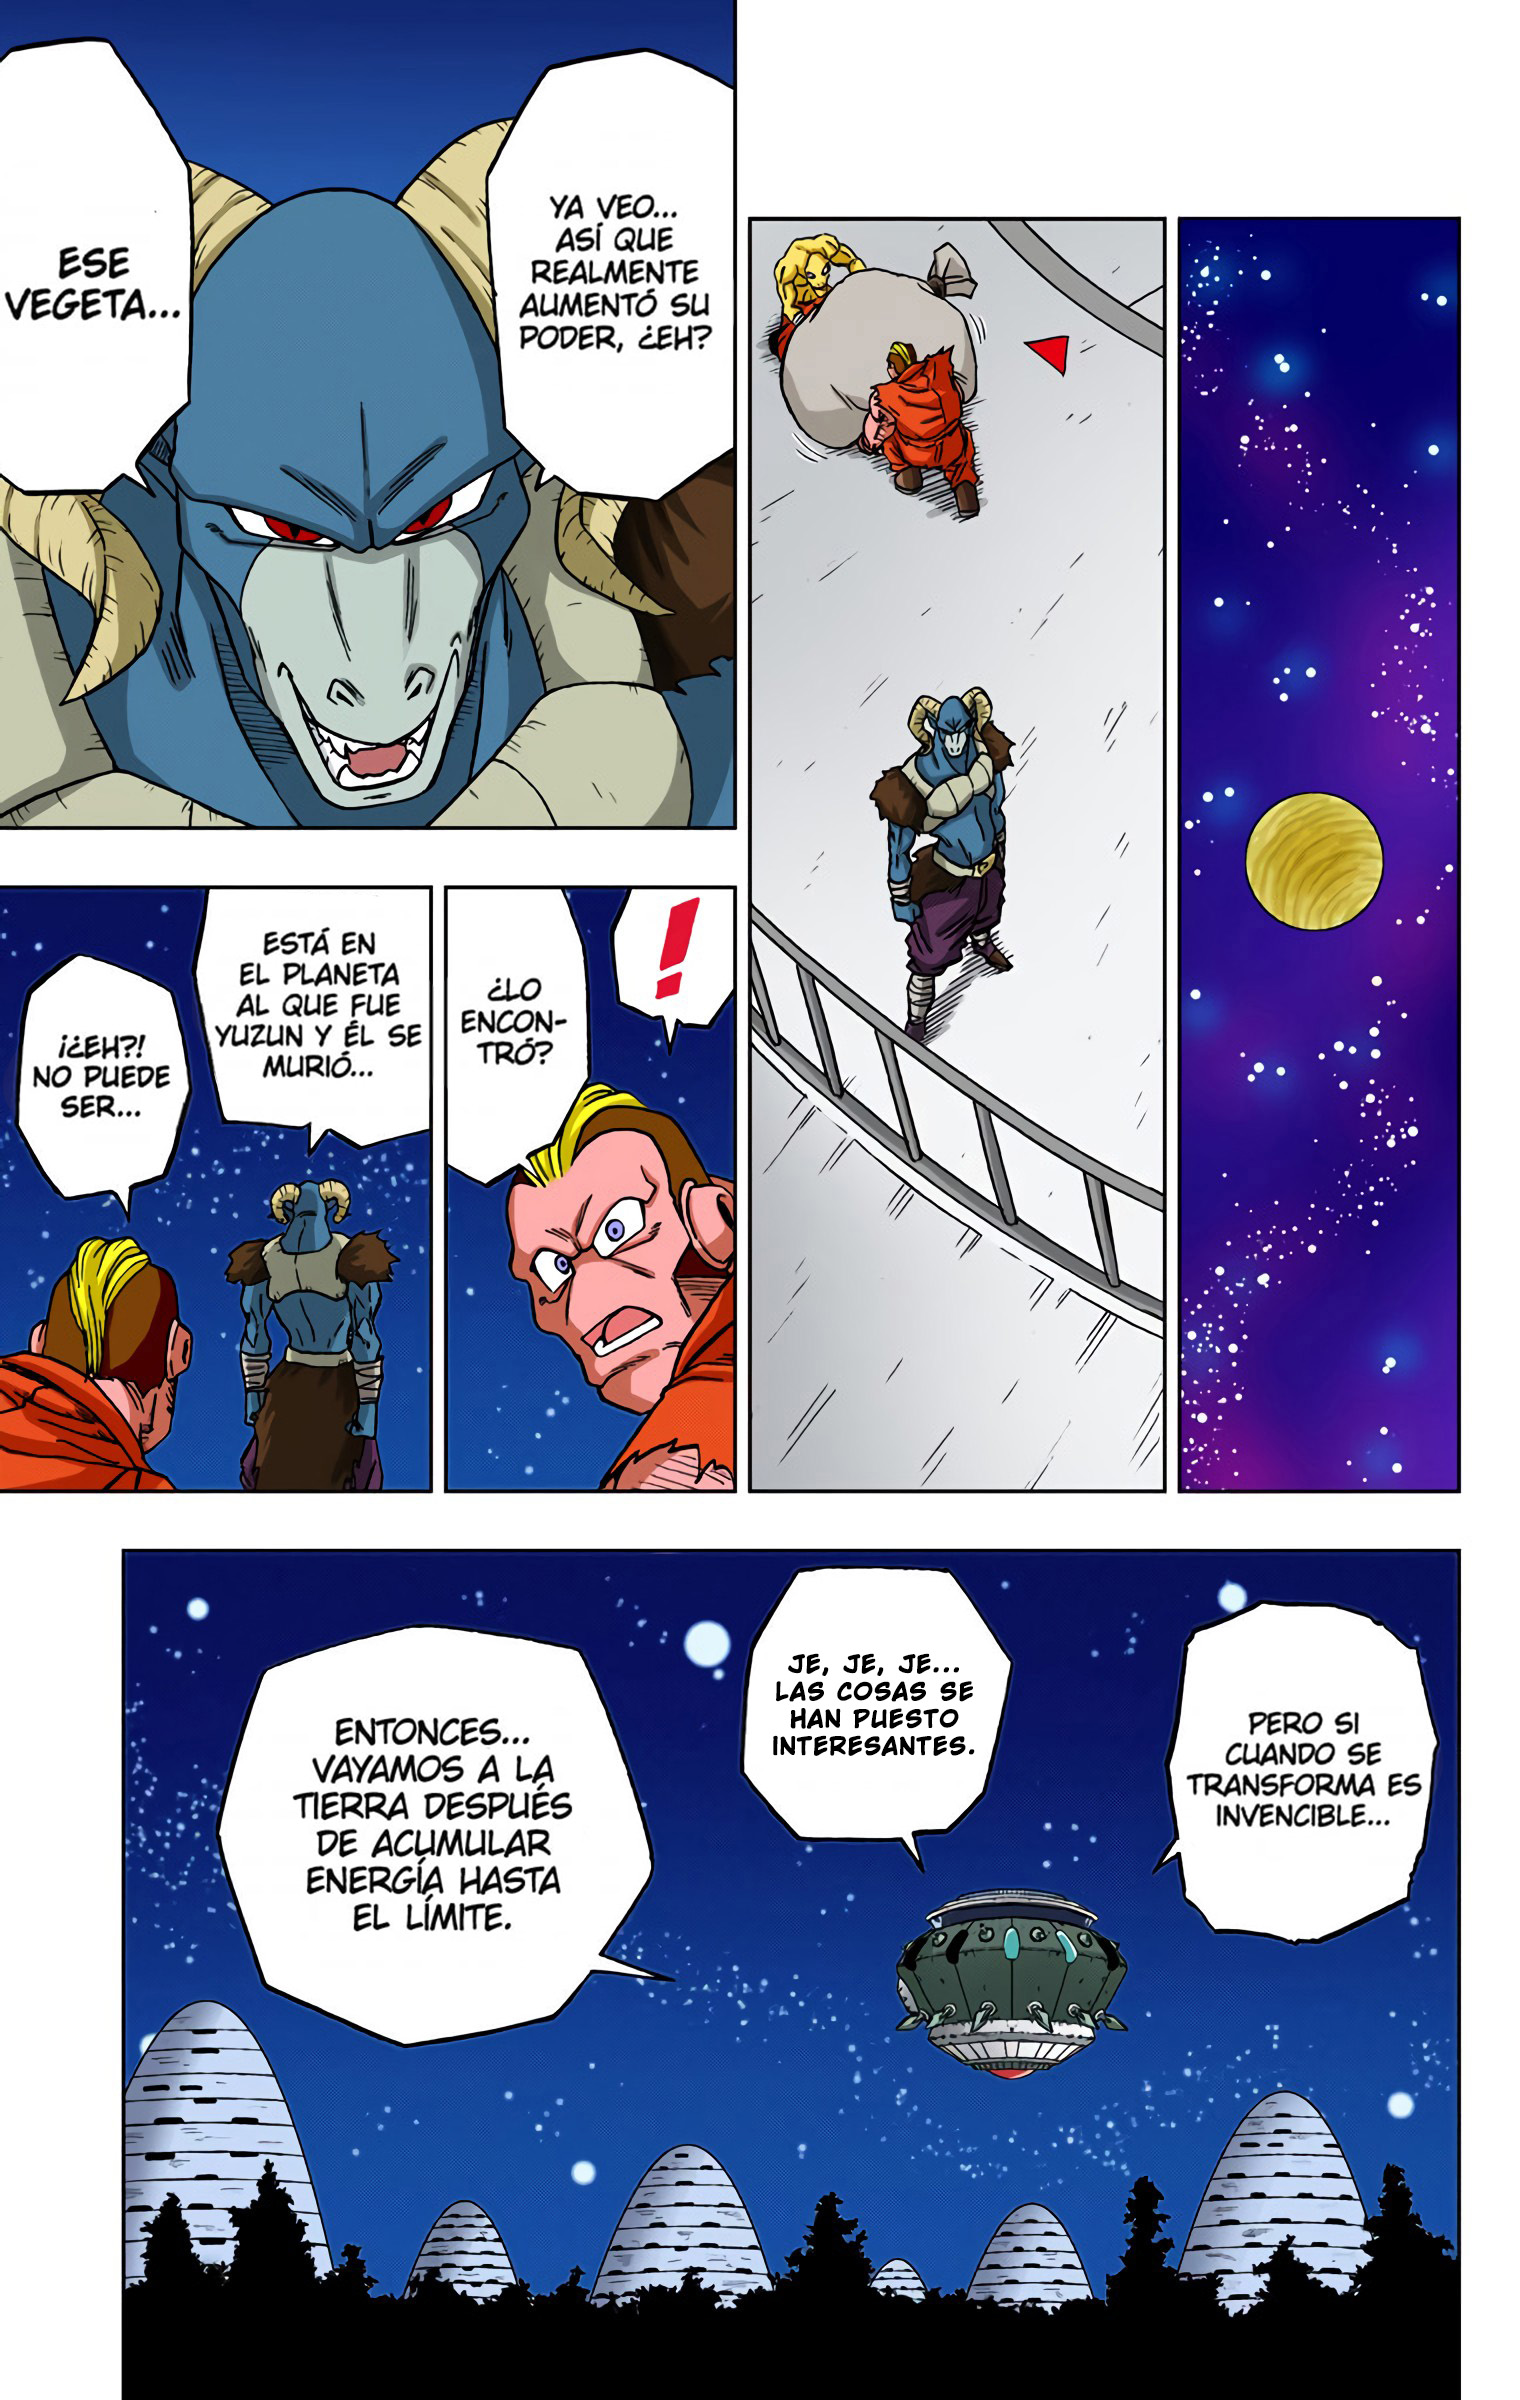 YA VEO...
ASÍ QUE
REALMENTE
AUMENTÓ SU
PODER, ¿EH?
ESE
VEGETA...
!
¿LO
ENCON-
TRÓ?
ESTÁ EN
EL PLANETA
AL QUE FUE
YUZUN Y ÉL SE
MURIÓ...
¡¿EH?!
NO PUEDE
SER...
PERO SI
CUANDO SE
TRANSFORMA ES
INVENCIBLE...
JE, JE, JE...
LAS COSAS SE
HAN PUESTO
INTERESANTES.
ENTONCES...
VAYAMOS A LA
TIERRA DESPUÉS
DE ACUMULAR
ENERGÍA HASTA
EL LÍMITE.